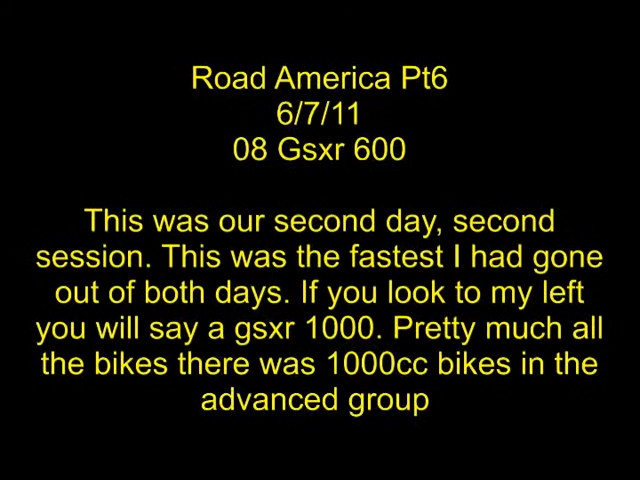 Road America Pt6
6/7/11
08 Gsxr 600
This was our second day, second
session. This was the fastest I had gone
out of both days. If you look to my left
you will say a gsxr 1000. Pretty much all
the bikes there was 1000cc bikes in the
advanced group